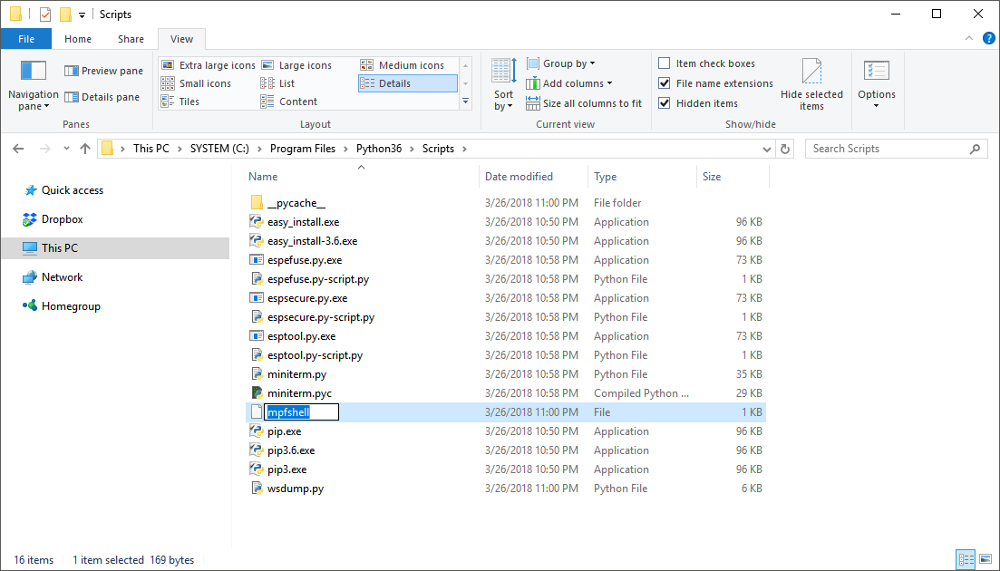 Scripts
File Home Share View
Navigation pane
Preview pane
Details pane
Panes
Extra large icons Large icons Medium icons
Small icons List Details
Tiles Content
Layout
Sort by
Group by
Add columns
Size all columns to fit
Current view
Item check boxes
File name extensions
Hidden items
Hide selected items
Show/hide
Options
This PC > SYSTEM (C:) > Program Files > Python36 > Scripts >
Search Scripts
Quick access
Dropbox
This PC
Network
Homegroup
Name Date modified Type Size
__pycache__ 3/26/2018 11:00 PM File folder
easy_install.exe 3/26/2018 10:50 PM Application 96 KB
easy_install-3.6.exe 3/26/2018 10:50 PM Application 96 KB
espefuse.py.exe 3/26/2018 10:58 PM Application 73 KB
espefuse.py-script.py 3/26/2018 10:58 PM Python File 1 KB
espsecure.py.exe 3/26/2018 10:58 PM Application 73 KB
espsecure.py-script.py 3/26/2018 10:58 PM Python File 1 KB
esptool.py.exe 3/26/2018 10:58 PM Application 73 KB
esptool.py-script.py 3/26/2018 10:58 PM Python File 1 KB
miniterm.py 3/26/2018 10:58 PM Python File 35 KB
miniterm.pyc 3/26/2018 10:58 PM Compiled Python ... 29 KB
mpfshell 3/26/2018 11:00 PM File 1 KB
pip.exe 3/26/2018 10:50 PM Application 96 KB
pip3.6.exe 3/26/2018 10:50 PM Application 96 KB
pip3.exe 3/26/2018 10:50 PM Application 96 KB
wsdump.py 3/26/2018 11:00 PM Python File 6 KB
16 items 1 item selected 169 bytes